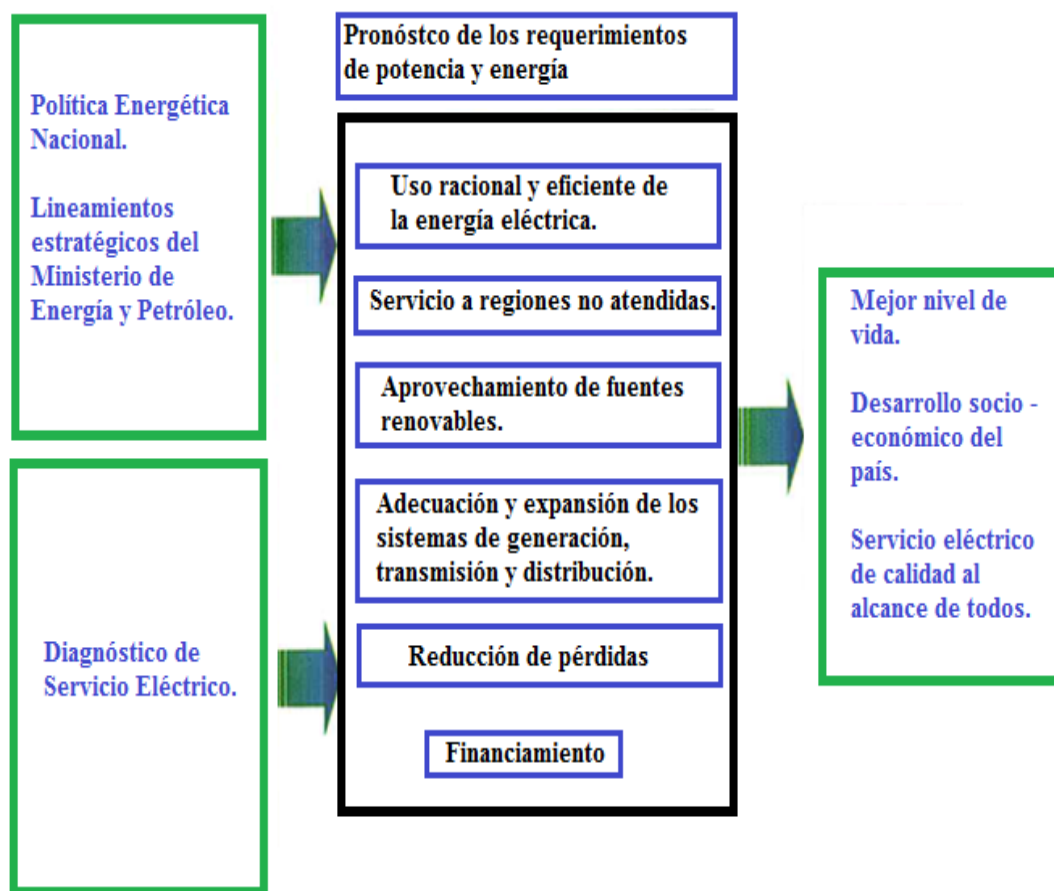 Política Energética
Nacional.
Lineamientos
estratégicos del
Ministerio de
Energía y Petróleo.
Diagnóstico de
Servicio Eléctrico.
Pronóstco de los requerimientos
de potencia y energía
Uso racional y eficiente de
la energía eléctrica.
Servicio a regiones no atendidas.
Aprovechamiento de fuentes
renovables.
Adecuación y expansión de los
sistemas de generación,
transmisión y distribución.
Reducción de pérdidas
Financiamiento
Mejor nivel de
vida.
Desarrollo socio -
económico del
país.
Servicio eléctrico
de calidad al
alcance de todos.